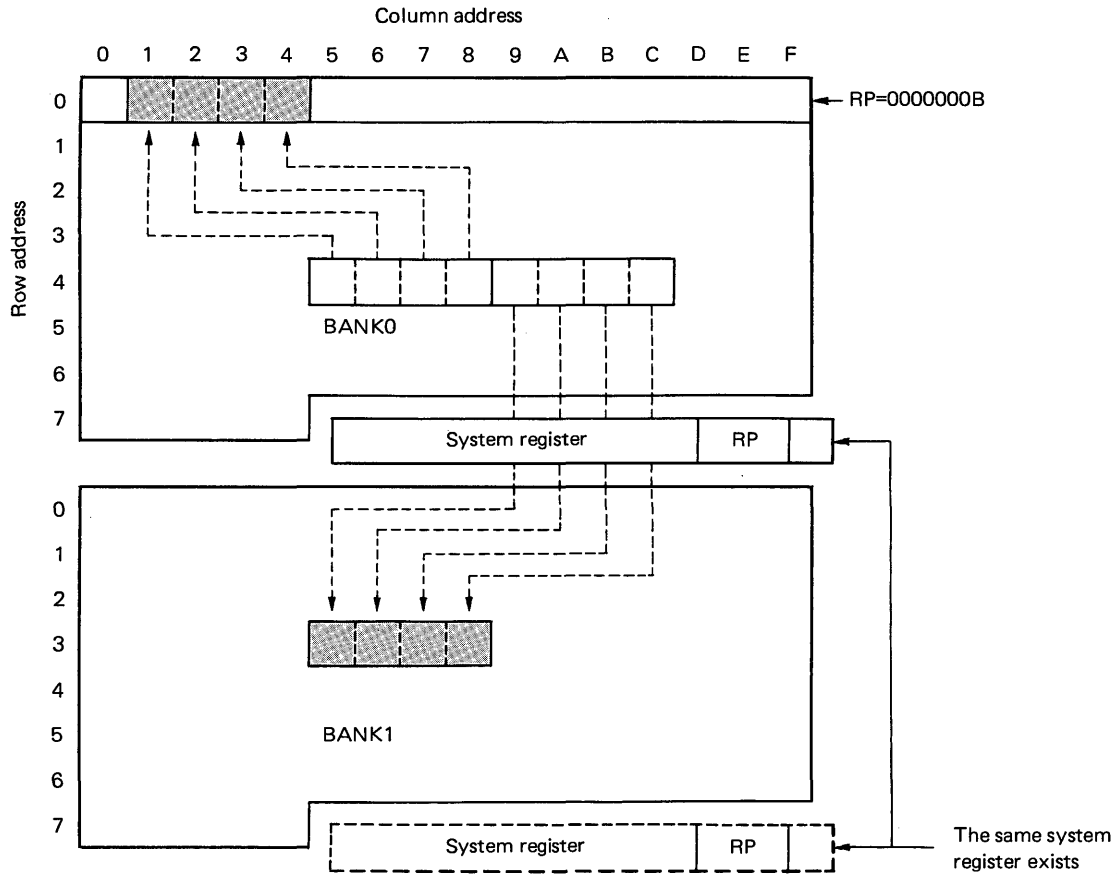 Column address
0 1 2 3 4 5 6 7 8 9 A B C D E F
Row address
0
RP=0000000B
1
2
3
4
5
BANK0
6
7
System register RP
0
1
2
3
4
5
BANK1
6
7
System register RP
The same system
register exists